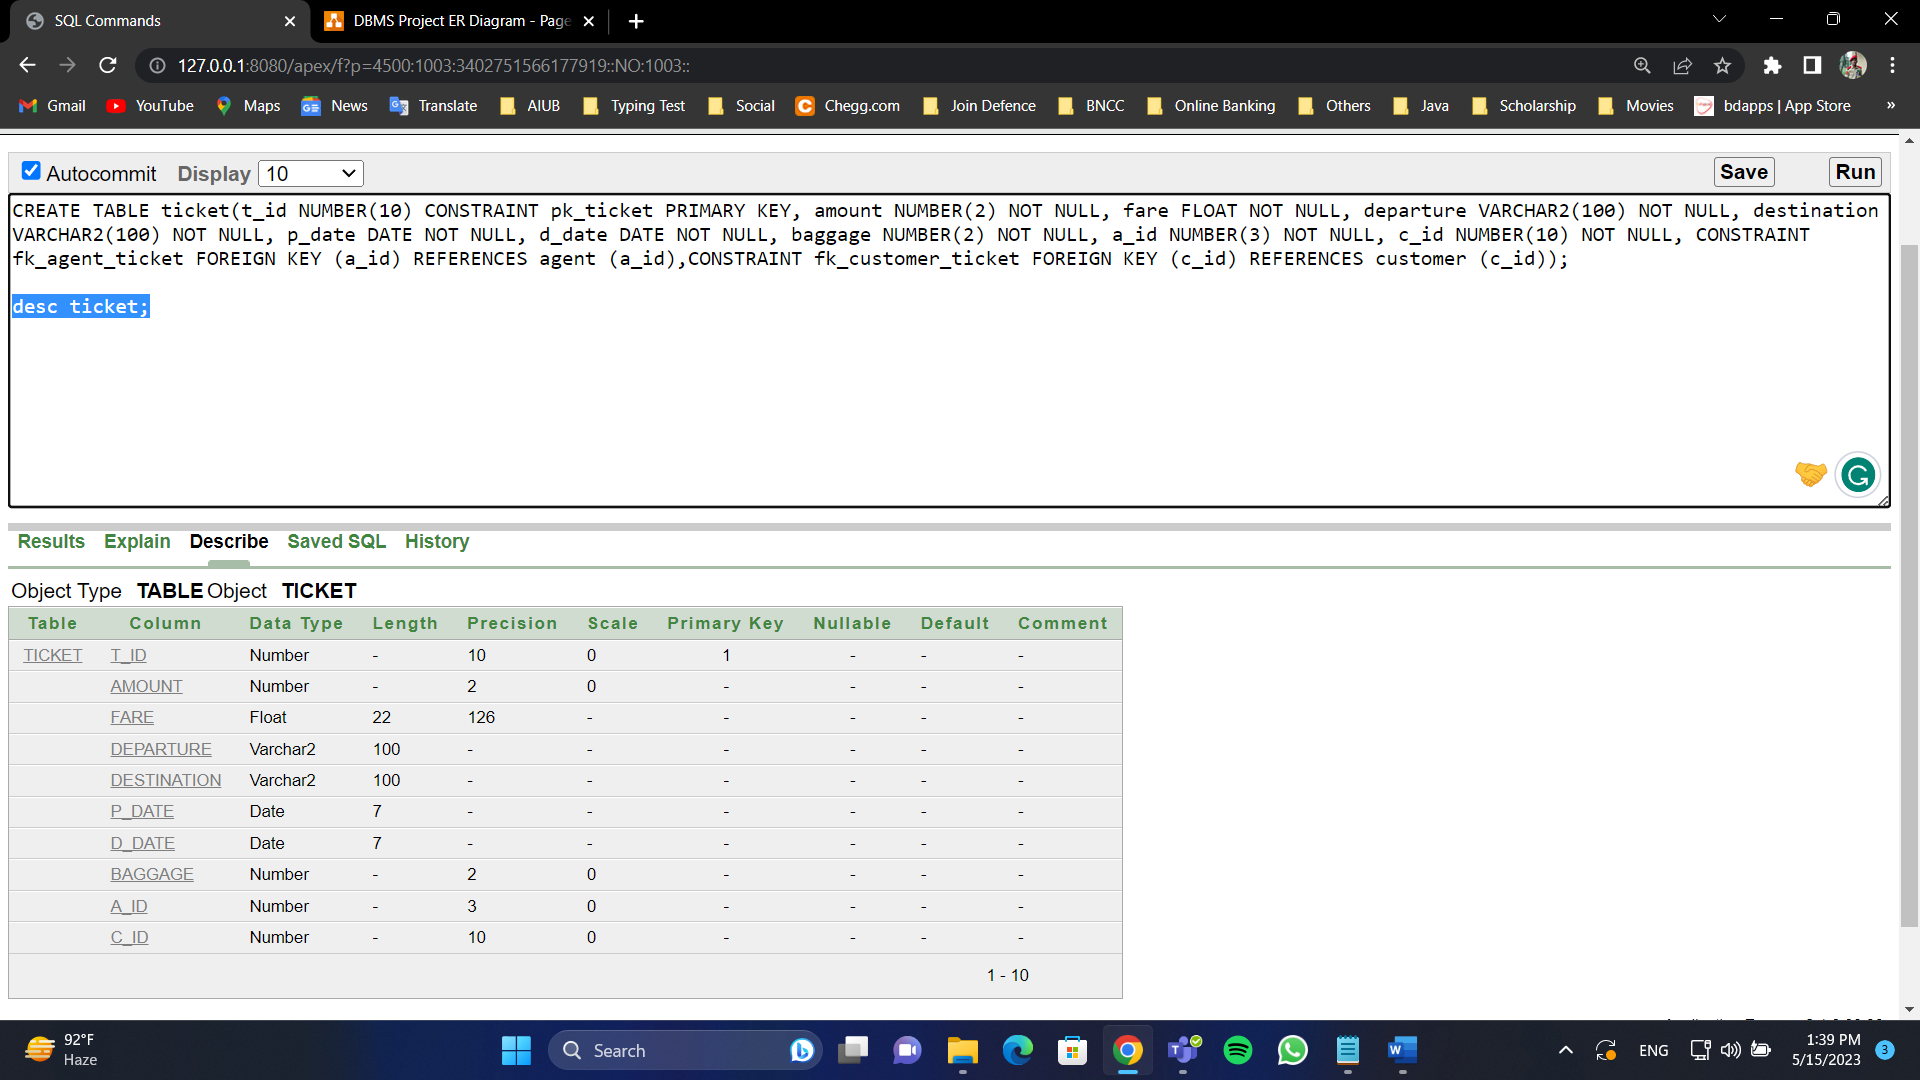 SQL Commands
DBMS Project ER Diagram - Page
127.0.0.1:8080/apex/f?p=4500:1003:3402751566177919::NO:1003::
Gmail YouTube Maps News Translate AIUB Typing Test Social Chegg.com Join Defence BNCC Online Banking Others Java Scholarship Movies bdapps | App Store »
Autocommit Display 10 Save Run
CREATE TABLE ticket(t_id NUMBER(10) CONSTRAINT pk_ticket PRIMARY KEY, amount NUMBER(2) NOT NULL, fare FLOAT NOT NULL, departure VARCHAR2(100) NOT NULL, destination
VARCHAR2(100) NOT NULL, p_date DATE NOT NULL, d_date DATE NOT NULL, baggage NUMBER(2) NOT NULL, a_id NUMBER(3) NOT NULL, c_id NUMBER(10) NOT NULL, CONSTRAINT
fk_agent_ticket FOREIGN KEY (a_id) REFERENCES agent (a_id),CONSTRAINT fk_customer_ticket FOREIGN KEY (c_id) REFERENCES customer (c_id));
desc ticket;
Results Explain Describe Saved SQL History
Object Type TABLE Object TICKET
Table Column Data Type Length Precision Scale Primary Key Nullable Default Comment
TICKET T_ID Number - 10 0 1 - - -
AMOUNT Number - 2 0 - - - -
FARE Float 22 126 - - - - -
DEPARTURE Varchar2 100 - - - - - -
DESTINATION Varchar2 100 - - - - - -
P_DATE Date 7 - - - - - -
D_DATE Date 7 - - - - - -
BAGGAGE Number - 2 0 - - - -
A_ID Number - 3 0 - - - -
C_ID Number - 10 0 - - - -
1 - 10
92°F
Haze
Search
ENG
1:39 PM
5/15/2023
3